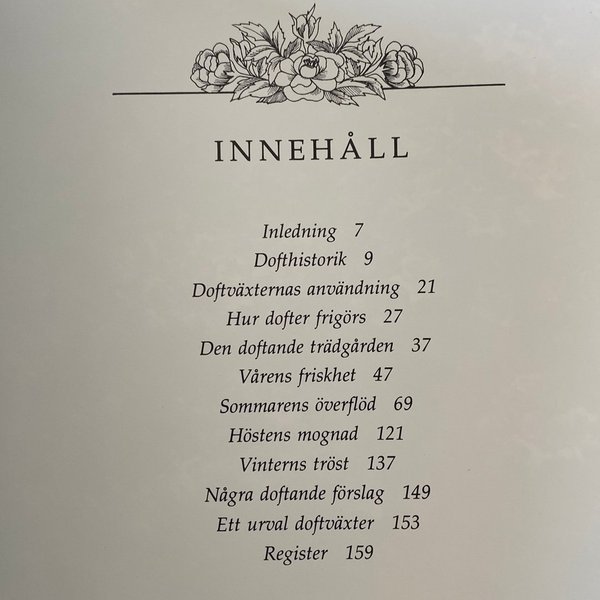 INNEHÅLL
Inledning 7
Dofthistorik 9
Doftväxternas användning 21
Hur dofter frigörs 27
Den doftande trädgården 37
Vårens friskhet 47
Sommarens överflöd 69
Höstens mognad 121
Vinterns tröst 137
Några doftande förslag 149
Ett urval doftväxter 153
Register 159